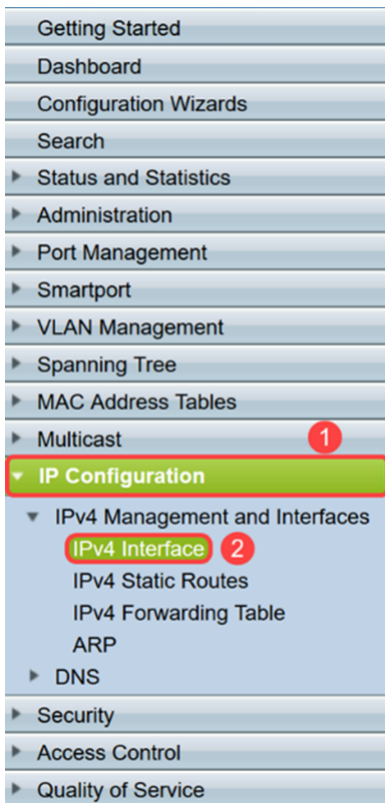 Getting Started
Dashboard
Configuration Wizards
Search
Status and Statistics
Administration
Port Management
Smartport
VLAN Management
Spanning Tree
MAC Address Tables
Multicast 1
IP Configuration
IPv4 Management and Interfaces
IPv4 Interface 2
IPv4 Static Routes
IPv4 Forwarding Table
ARP
DNS
Security
Access Control
Quality of Service